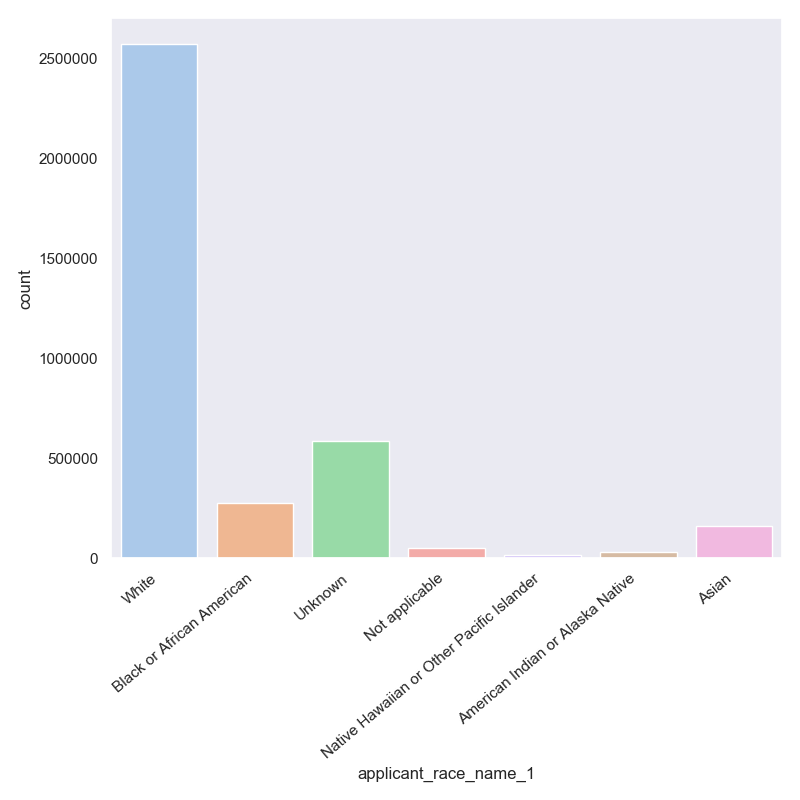 2500000
2000000
1500000
1000000
500000
0
count
White
Black or African American
Unknown
Not applicable
Native Hawaiian or Other Pacific Islander
American Indian or Alaska Native
Asian
applicant_race_name_1